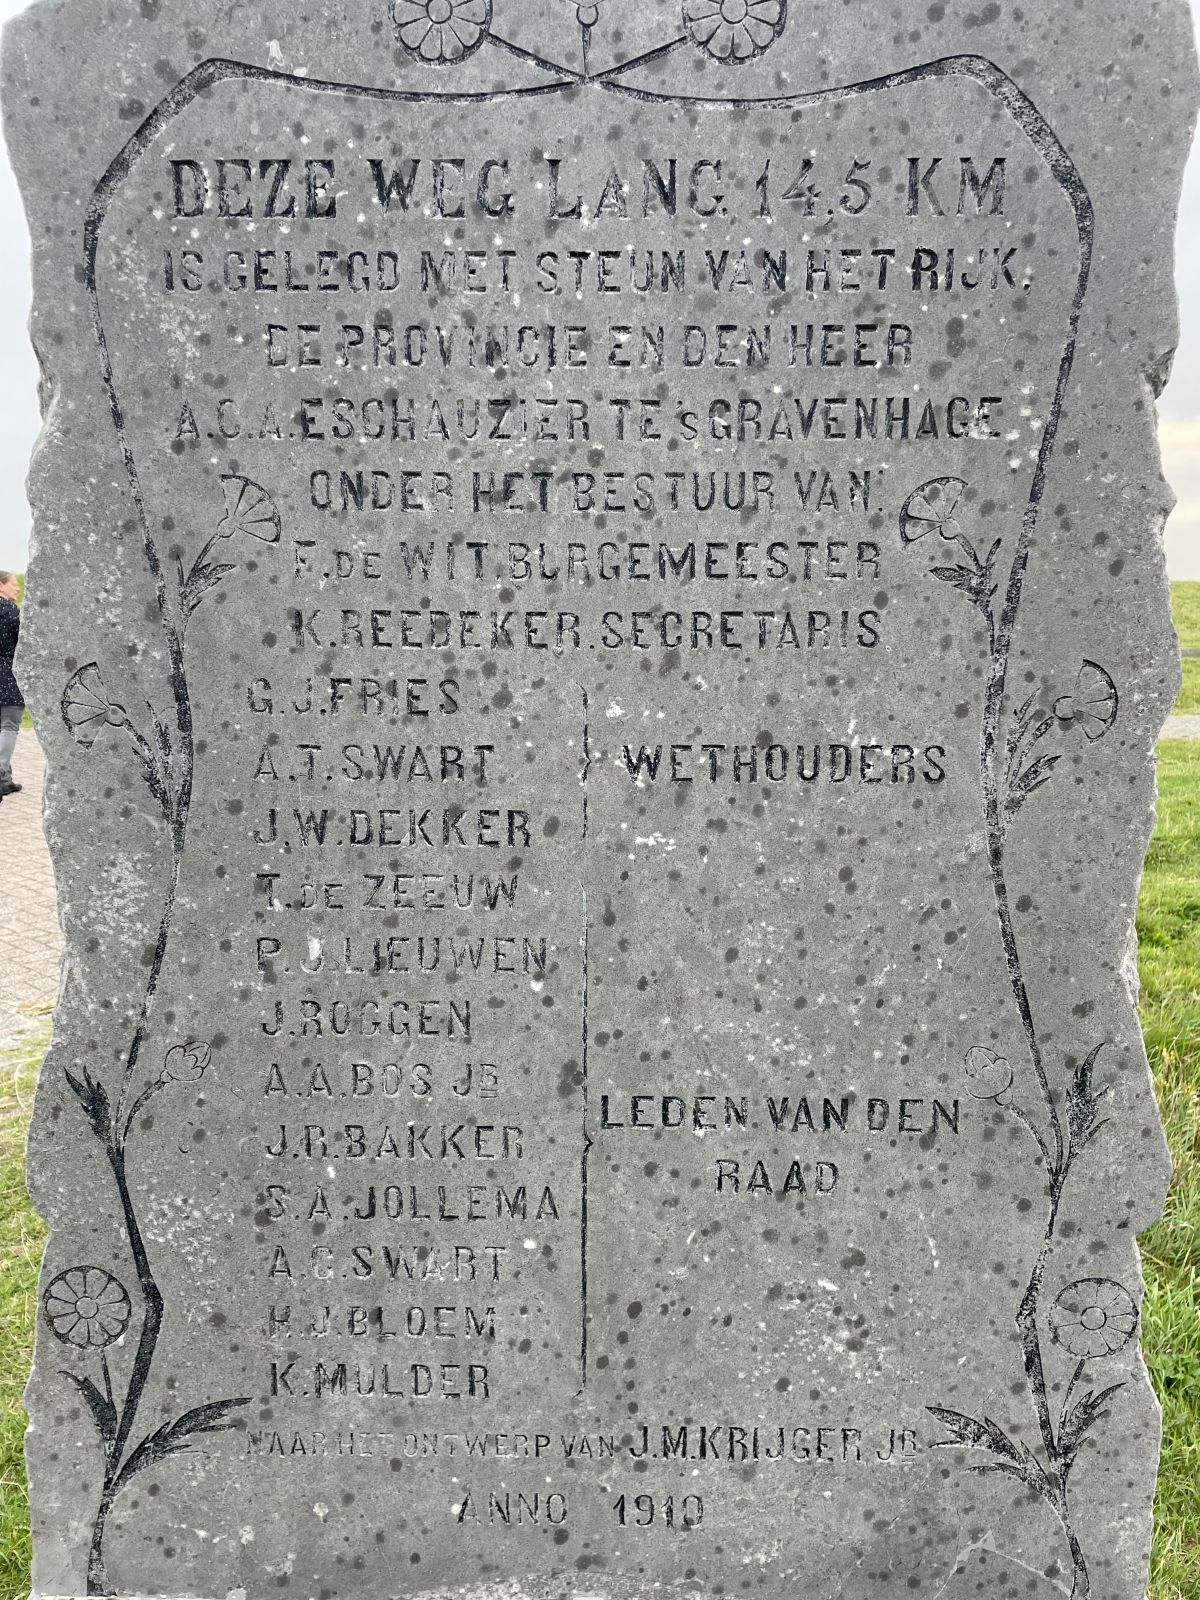 DEZE WEG LANG 14,5 KM
IS GELEGD MET STEUN VAN HET RIJK,
DE PROVINCIE EN DEN HEER
A.C.A. ESCHAUZIER TE 's GRAVENHAGE
ONDER HET BESTUUR VAN:
F. DE WIT. BURGEMEESTER
K. REEDEKER. SECRETARIS
G.J. FRIES
A.T. SWART
WETHOUDERS
J.W. DEKKER
T. DE ZEEUW
P.J. LIEUWEN
J. ROGGEN
A.A. BOS JR
J.R. BAKKER
S.A. JOLLEMA
A.C. SWART
H.J. BLOEM
K. MULDER
LEDEN VAN DEN
RAAD
NAAR HET ONTWERP VAN J.M. KRIJGER JR
ANNO 1910